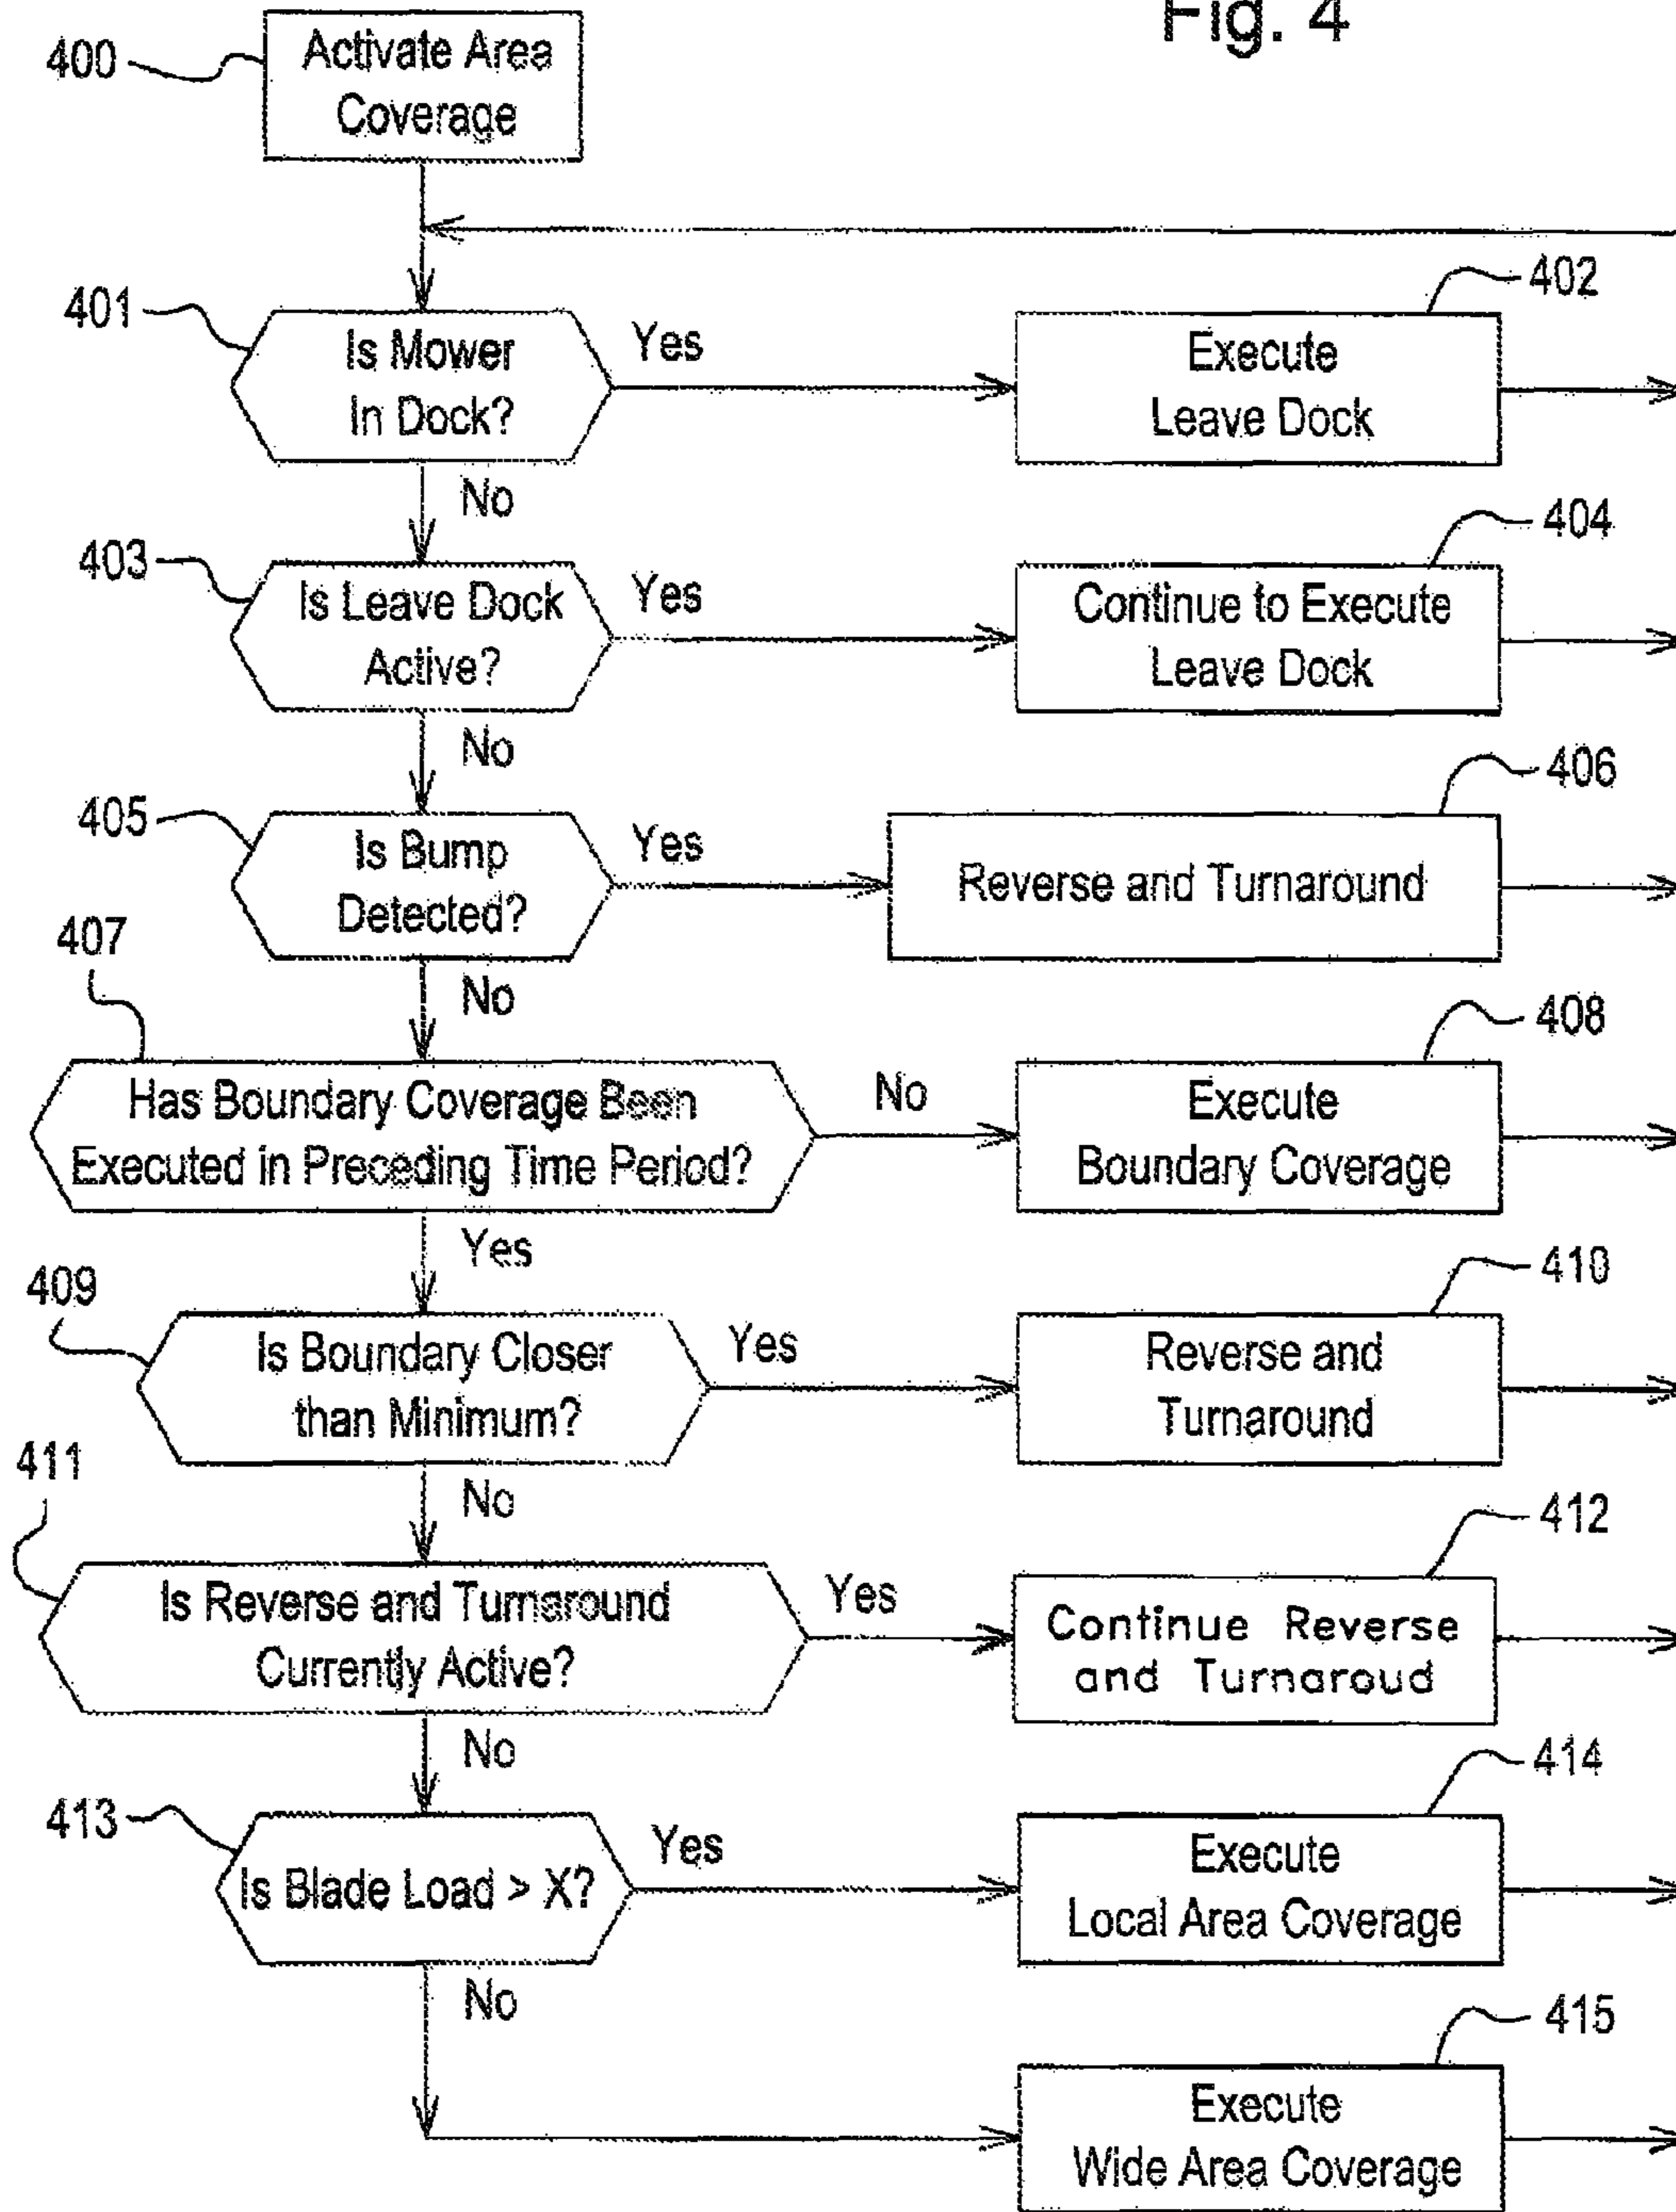 Fig. 4
400
Activate Area
Coverage
401
Is Mower
In Dock?
Yes
402
Execute
Leave Dock
No
403
Is Leave Dock
Active?
Yes
404
Continue to Execute
Leave Dock
No
405
Is Bump
Detected?
Yes
406
Reverse and Turnaround
No
407
Has Boundary Coverage Been
Executed in Preceding Time Period?
No
408
Execute
Boundary Coverage
Yes
409
Is Boundary Closer
than Minimum?
Yes
410
Reverse and
Turnaround
No
411
Is Reverse and Turnaround
Currently Active?
Yes
412
Continue Reverse
and Turnaroud
No
413
Is Blade Load > X?
Yes
414
Execute
Local Area Coverage
No
415
Execute
Wide Area Coverage